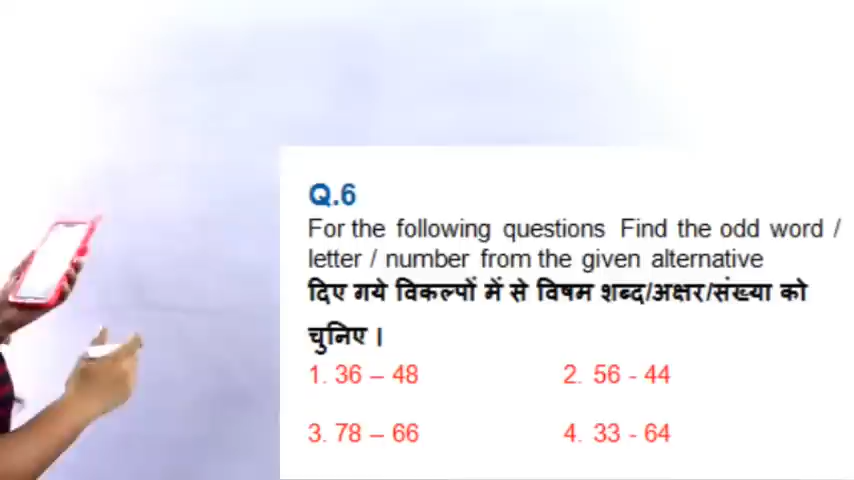 Q.6
For the following questions Find the odd word /
letter / number from the given alternative
दिए गये विकल्पों में से विषम शब्द/अक्षर/संख्या को
चुनिए ।
1. 36 – 48 2. 56 - 44
3. 78 – 66 4. 33 - 64